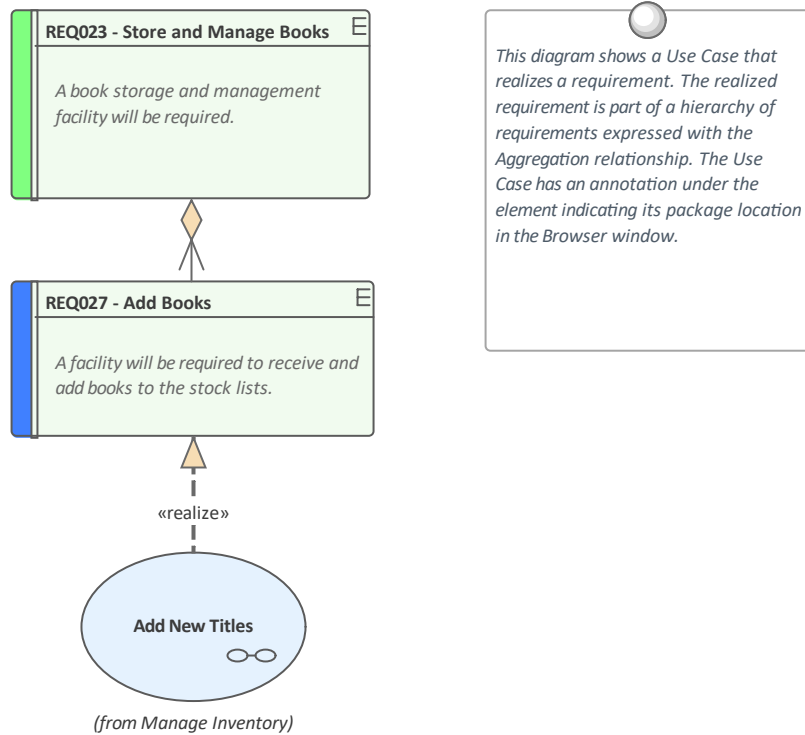 REQ023 - Store and Manage Books
E
A book storage and management
facility will be required.
REQ027 - Add Books
E
A facility will be required to receive and
add books to the stock lists.
«realize»
Add New Titles
(from Manage Inventory)
This diagram shows a Use Case that
realizes a requirement. The realized
requirement is part of a hierarchy of
requirements expressed with the
Aggregation relationship. The Use
Case has an annotation under the
element indicating its package location
in the Browser window.